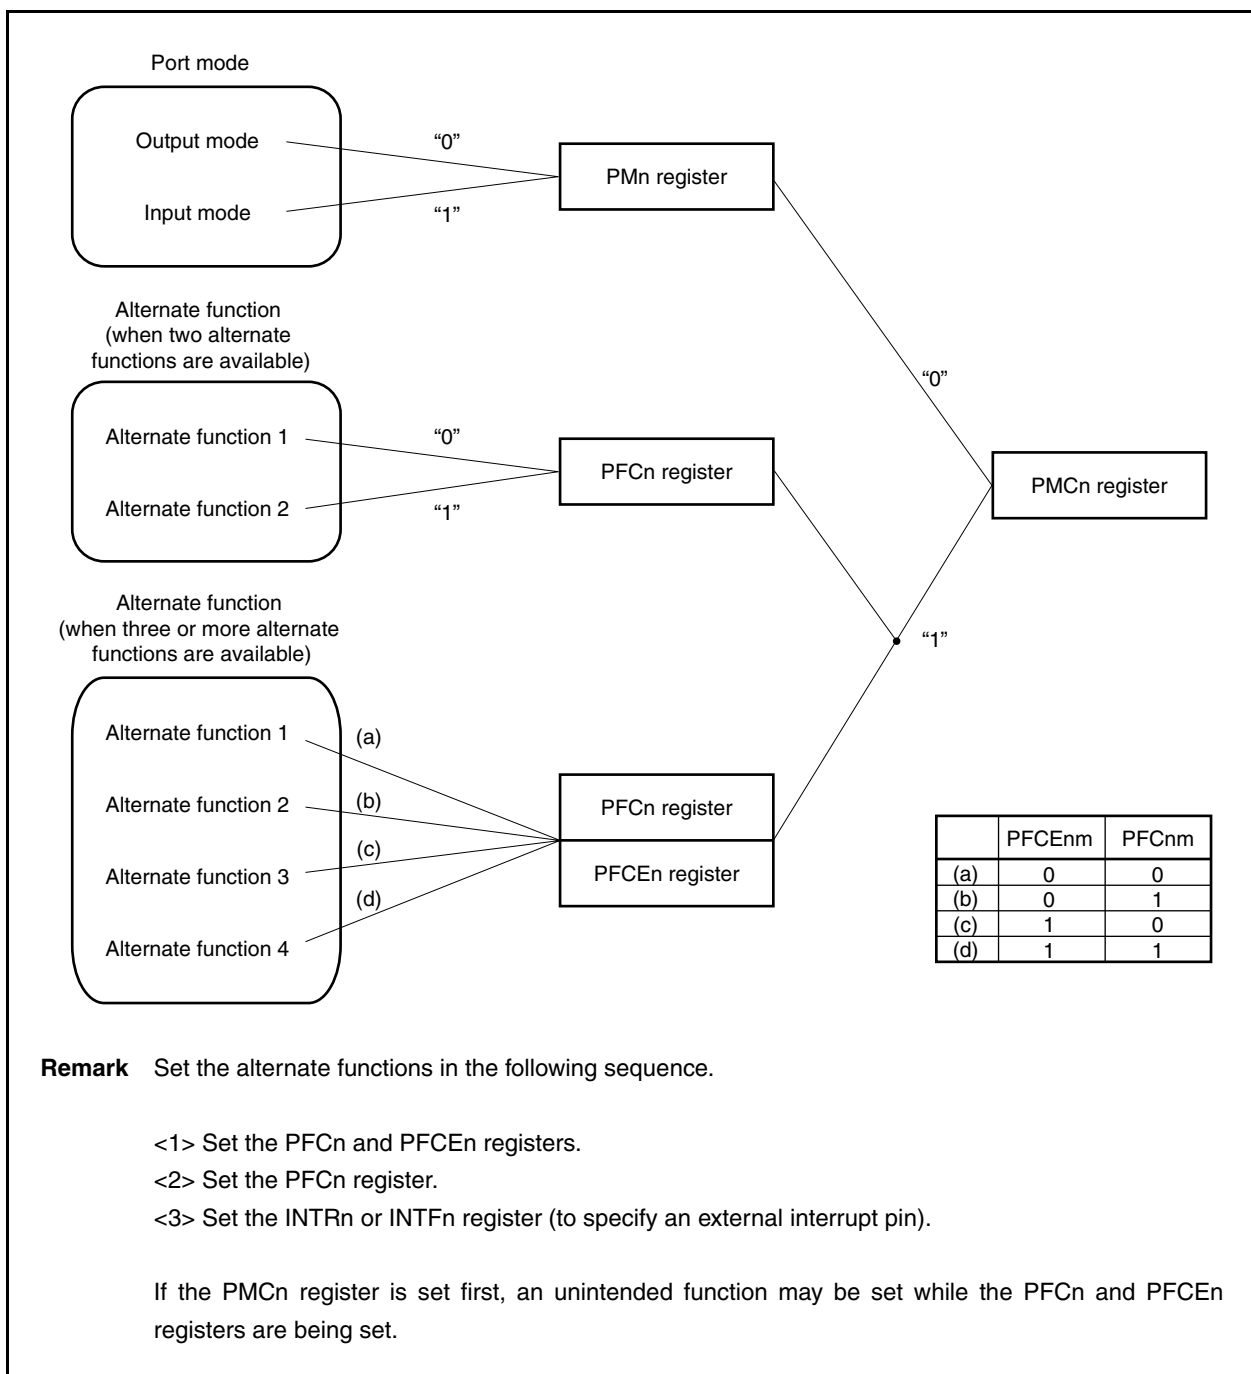 Port mode
Output mode
“0”
PMn register
Input mode
“1”
Alternate function
(when two alternate
functions are available)
“0”
Alternate function 1
“0”
PFCn register
PMCn register
Alternate function 2
“1”
Alternate function
(when three or more alternate
functions are available)
“1”
Alternate function 1
(a)
Alternate function 2
(b)
Alternate function 3
(c)
Alternate function 4
(d)
PFCn register
PFCEn register
PFCEnm PFCnm
(a) 0 0
(b) 0 1
(c) 1 0
(d) 1 1
Remark Set the alternate functions in the following sequence.
<1> Set the PFCn and PFCEn registers.
<2> Set the PFCn register.
<3> Set the INTRn or INTFn register (to specify an external interrupt pin).
If the PMCn register is set first, an unintended function may be set while the PFCn and PFCEn
registers are being set.